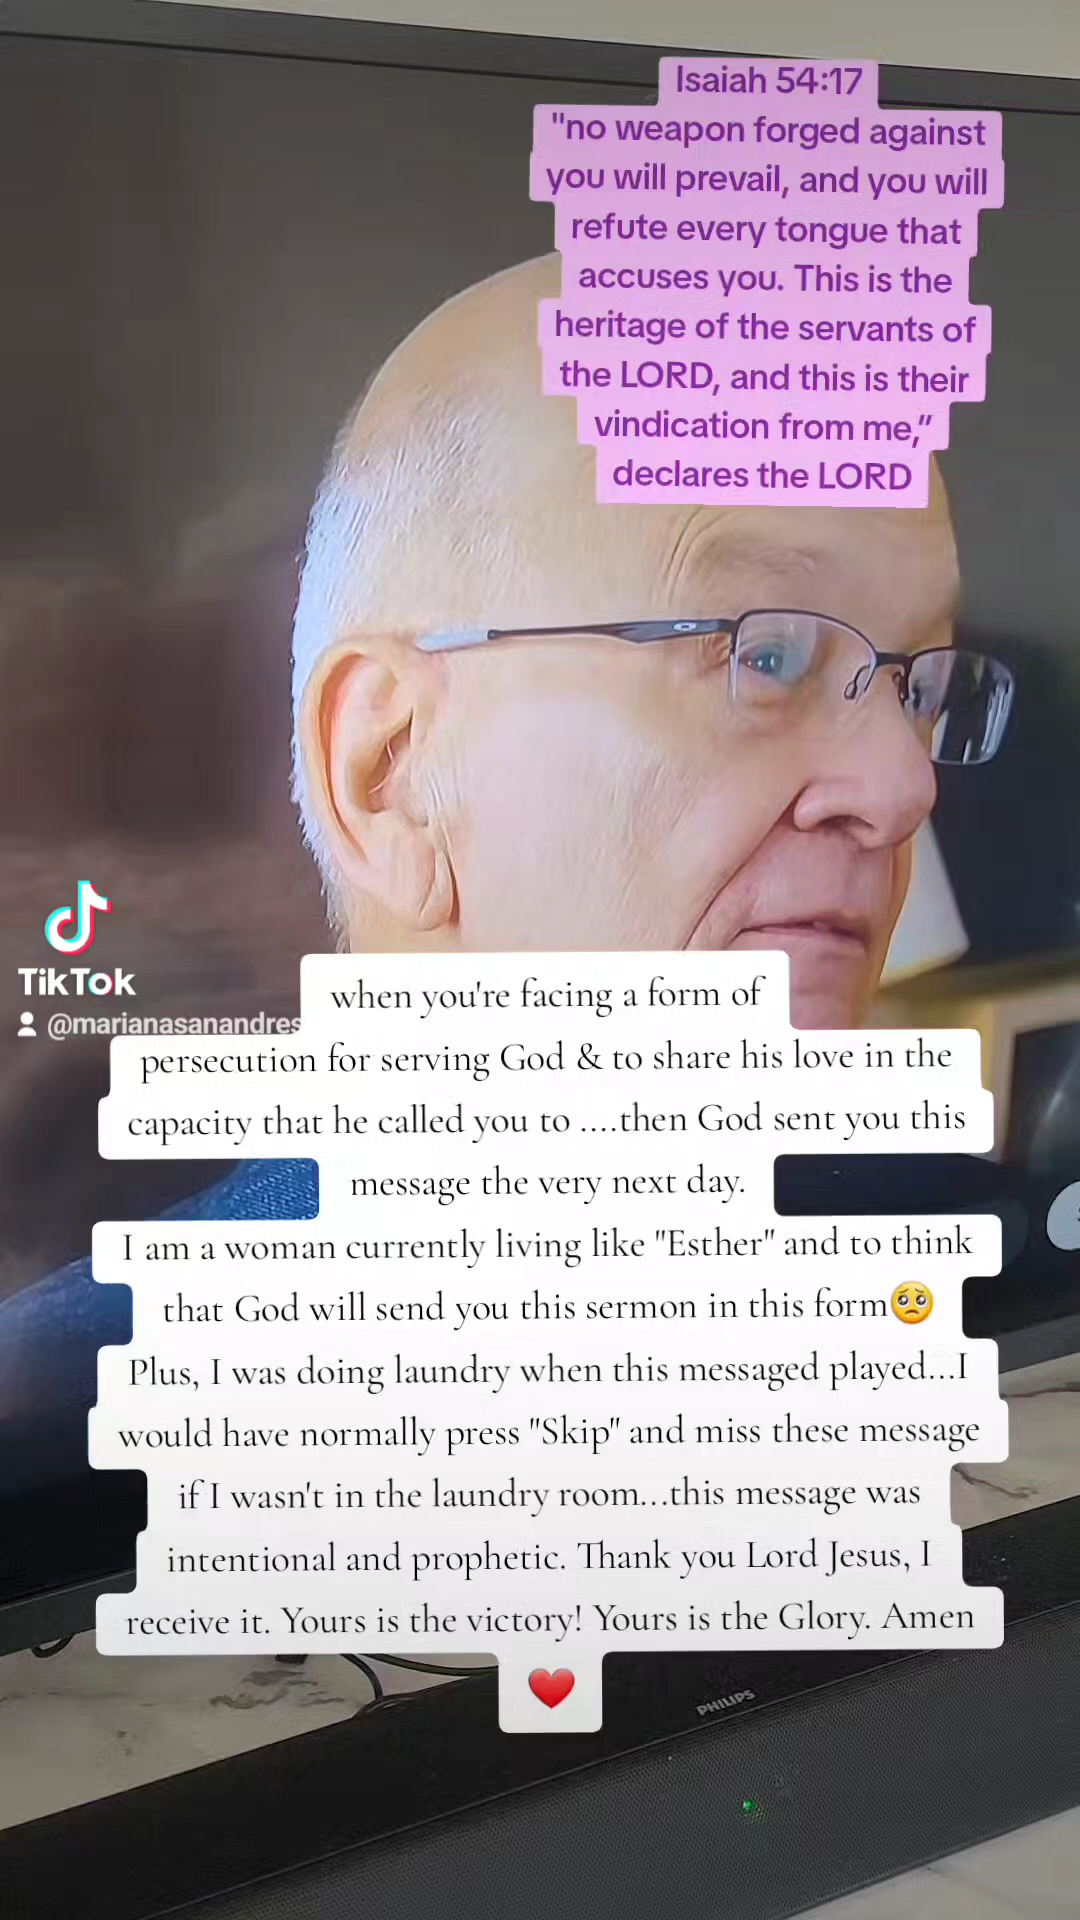 Isaiah 54:17
"no weapon forged against
you will prevail, and you will
refute every tongue that
accuses you. This is the
heritage of the servants of
the LORD, and this is their
vindication from me,”
declares the LORD
TikTok
@marianasanandres
when you're facing a form of
persecution for serving God & to share his love in the
capacity that he called you to ....then God sent you this
message the very next day.
I am a woman currently living like "Esther" and to think
that God will send you this sermon in this form🥺
Plus, I was doing laundry when this messaged played...I
would have normally press "Skip" and miss these message
if I wasn't in the laundry room...this message was
intentional and prophetic. Thank you Lord Jesus, I
receive it. Yours is the victory! Yours is the Glory. Amen
❤️
PHILIPS